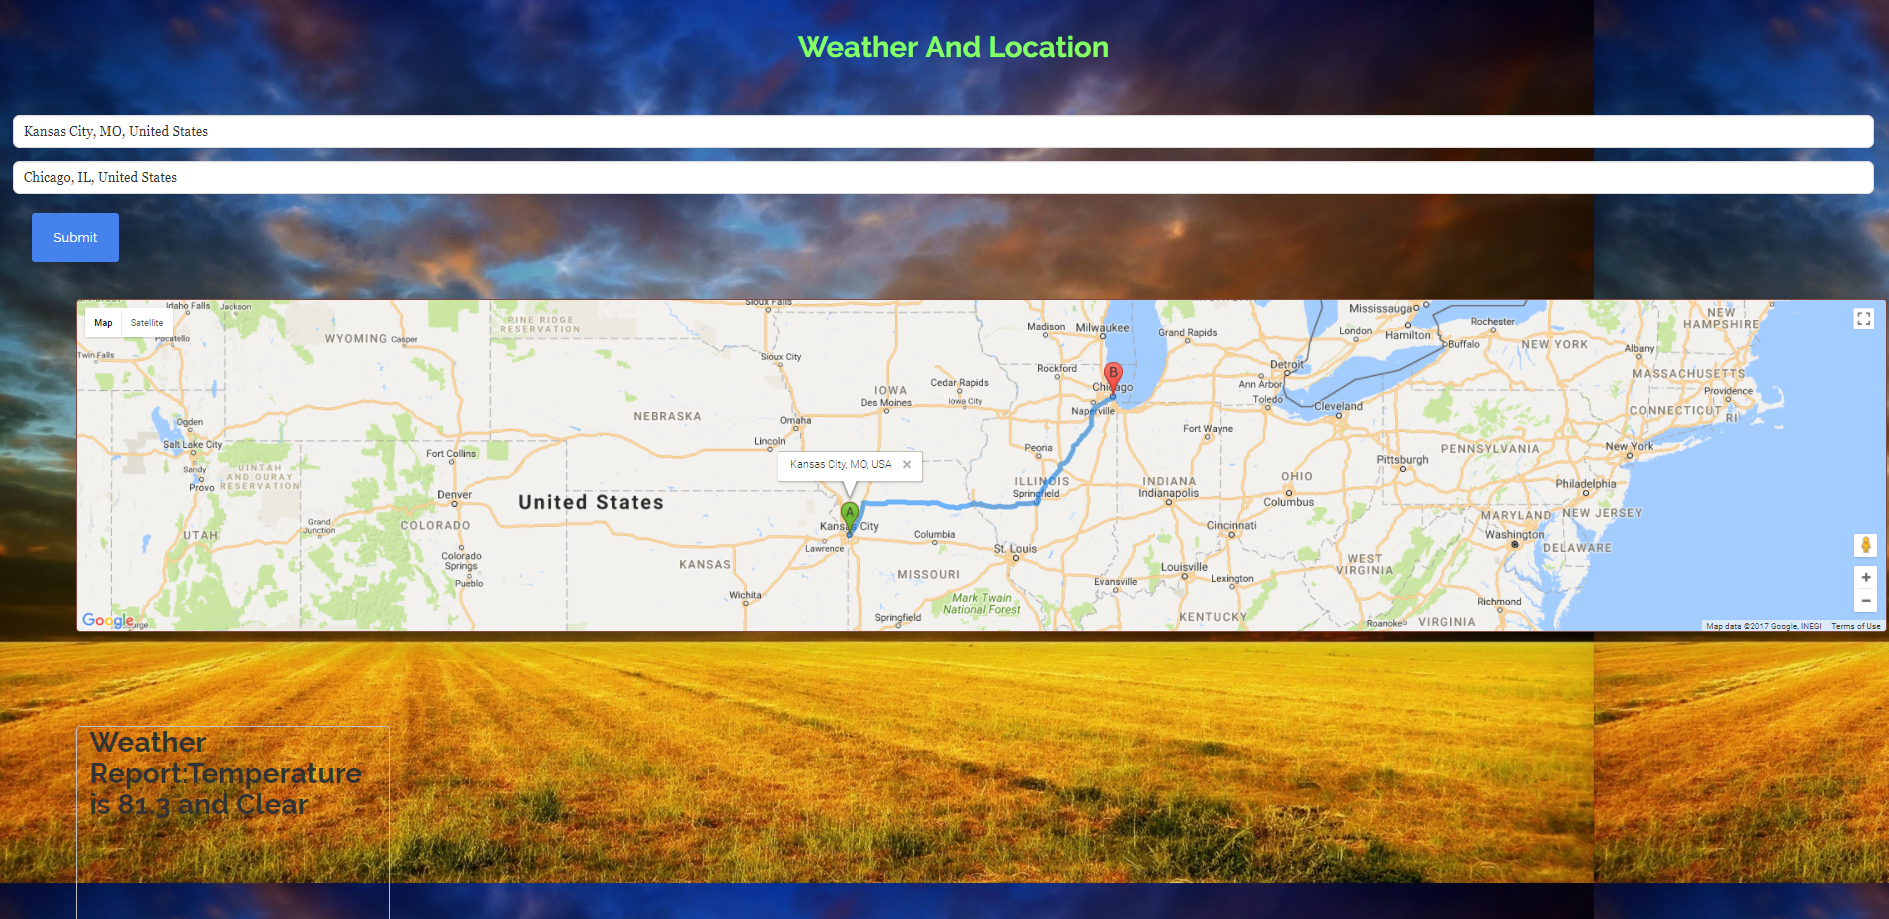 Weather And Location
Kansas City, MO, United States
Chicago, IL, United States
Submit
Map
Satellite
Idaho Falls
Jackson
Pocatello
Twin Falls
WYOMING
Casper
PINE RIDGE
RESERVATION
Sioux Falls
Sioux City
Madison
Milwaukee
Grand Rapids
Mississauga
London
Hamilton
Rochester
Buffalo
NEW YORK
NEW
HAMPSHIRE
Albany
MASSACHUSETTS
Providence
CONNECTICUT
RI
Rockford
B
Chicago
Naperville
Detroit
Ann Arbor
Toledo
Cleveland
IOWA
Cedar Rapids
Des Moines
Iowa City
NEBRASKA
Omaha
Lincoln
Ogden
Salt Lake City
Sandy
Provo
UINTAH
AND OURAY
RESERVATION
Fort Collins
Denver
Peoria
Fort Wayne
PENNSYLVANIA
New York
Pittsburgh
Philadelphia
Kansas City, MO, USA
United States
ILLINOIS
Springfield
INDIANA
Indianapolis
OHIO
Columbus
MARYLAND
NEW JERSEY
Grand
Junction
COLORADO
UTAH
A
Kansas City
Lawrence
Columbia
St. Louis
Cincinnati
Washington
DELAWARE
Colorado
Springs
Pueblo
KANSAS
MISSOURI
Evansville
Louisville
Lexington
WEST
VIRGINIA
Wichita
Mark Twain
National Forest
Springfield
KENTUCKY
Richmond
Roanoke
VIRGINIA
Google
Map data ©2017 Google, INEGI
Terms of Use
Weather
Report:Temperature
is 81.3 and Clear